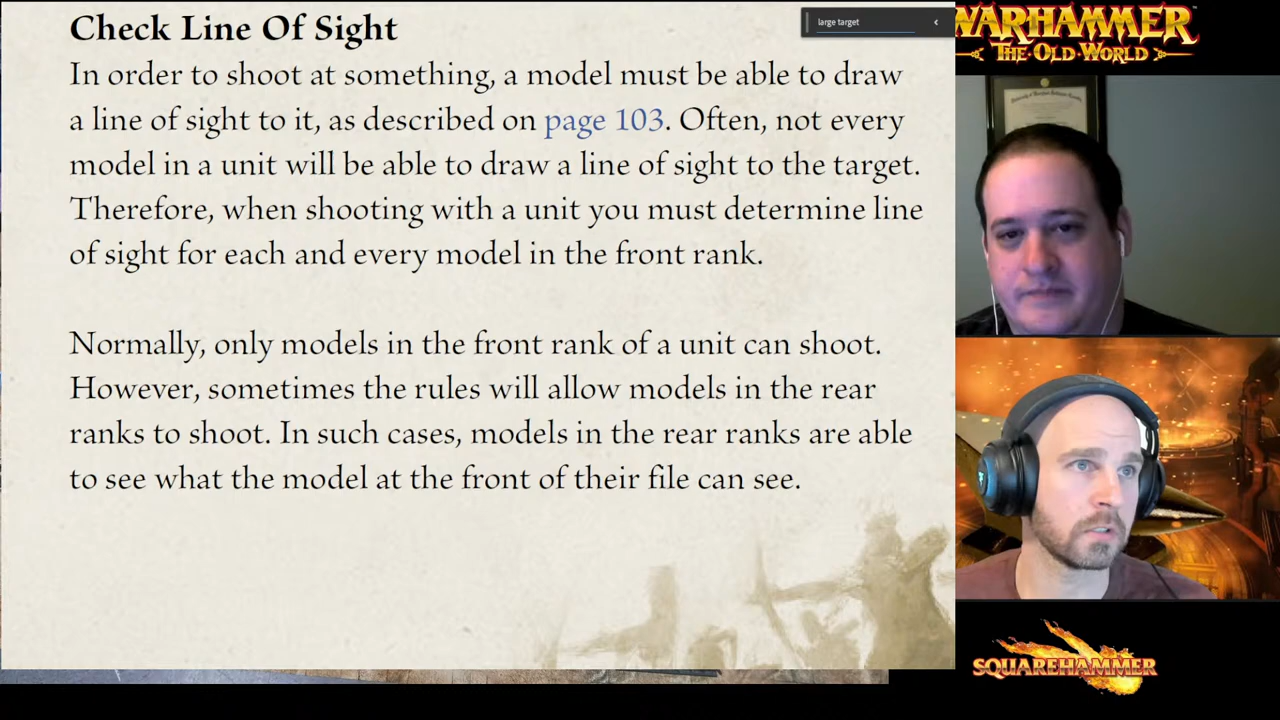 Check Line Of Sight
In order to shoot at something, a model must be able to draw
a line of sight to it, as described on page 103. Often, not every
model in a unit will be able to draw a line of sight to the target.
Therefore, when shooting with a unit you must determine line
of sight for each and every model in the front rank.
Normally, only models in the front rank of a unit can shoot.
However, sometimes the rules will allow models in the rear
ranks to shoot. In such cases, models in the rear ranks are able
to see what the model at the front of their file can see.
large target
WARHAMMER
THE•OLD•WORLD
SQUAREHAMMER